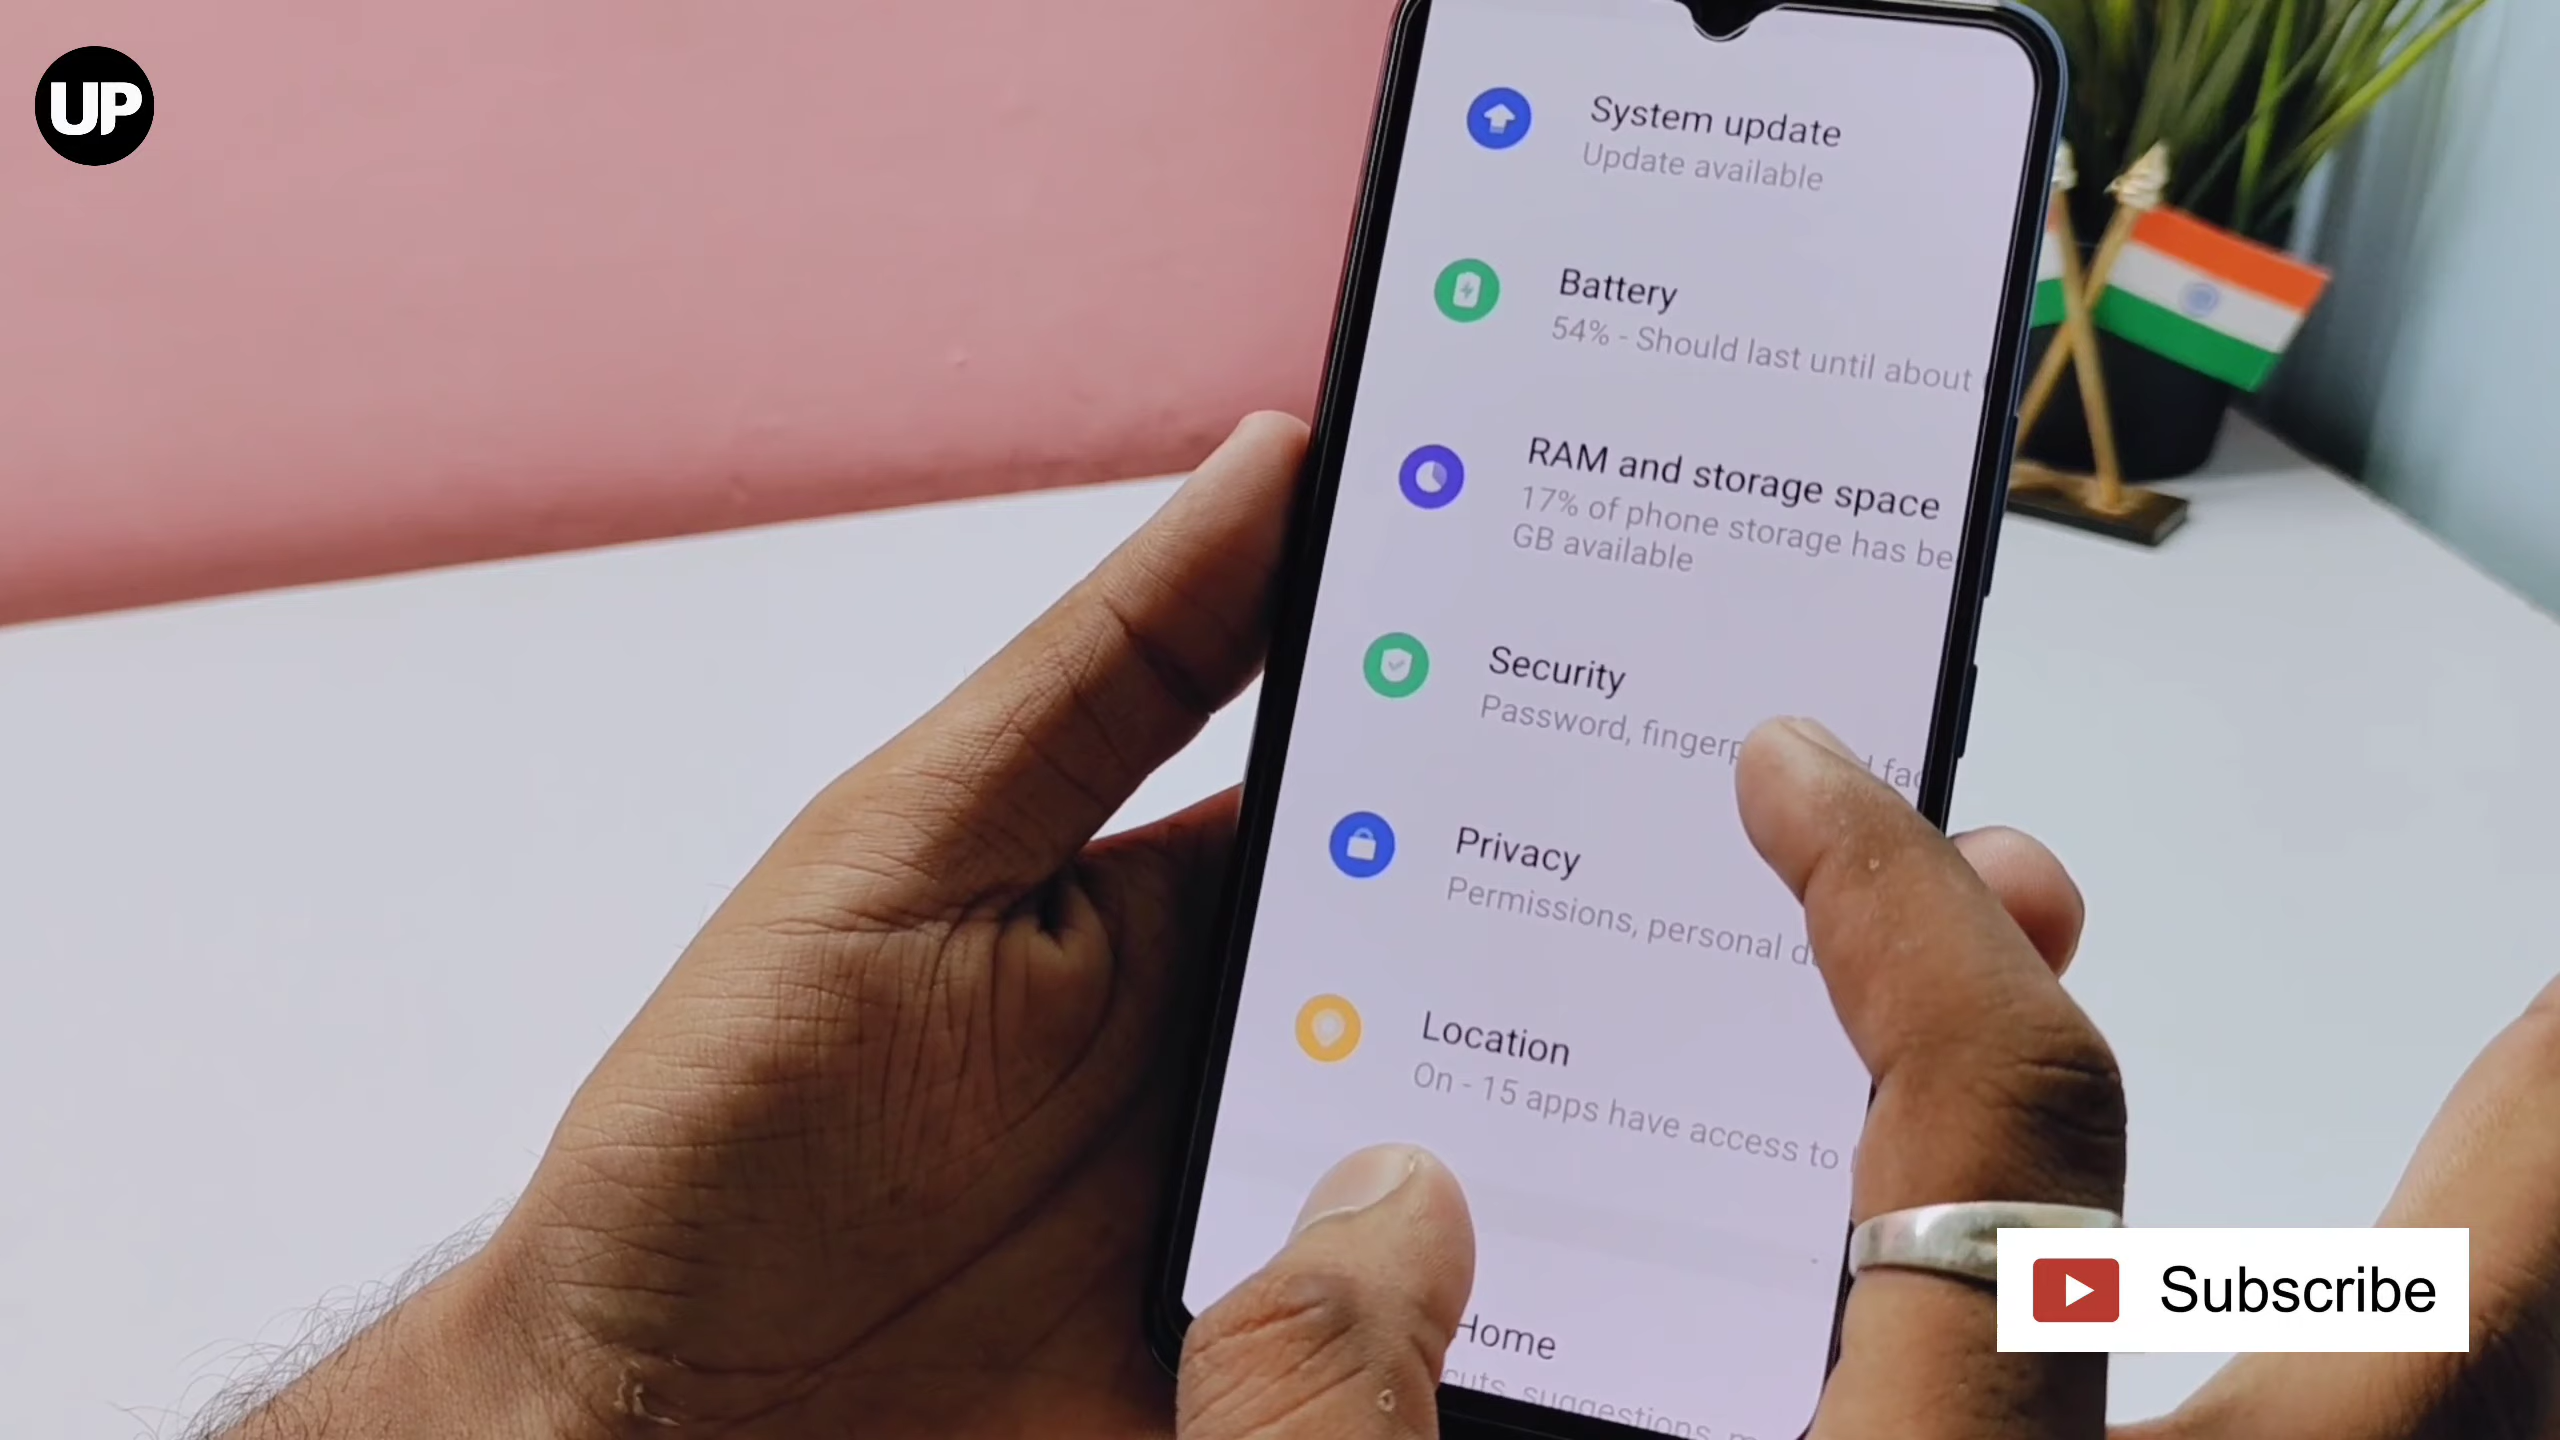 UP
System update
Update available
Battery
54% - Should last until about
RAM and storage space
17% of phone storage has be
GB available
Security
Password,
Privacy
Permissions, personal
Location
On - 15 apps have access to
Home
suggestions,
Subscribe